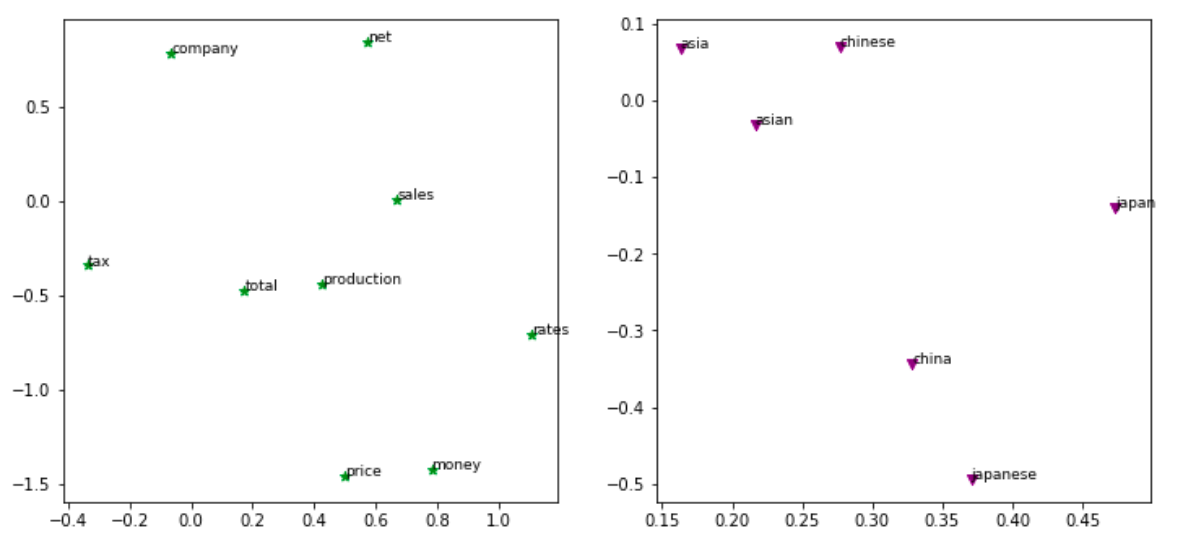 company
net
0.5
sales
0.0
tax
total
production
−0.5
rates
−1.0
price
money
−1.5
−0.4 −0.2 0.0 0.2 0.4 0.6 0.8 1.0
0.1
asia
chinese
0.0
asian
−0.1
japan
−0.2
−0.3
china
−0.4
japanese
−0.5
0.15 0.20 0.25 0.30 0.35 0.40 0.45